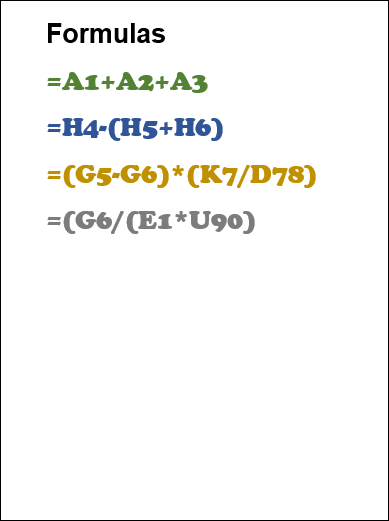 Formulas
=A1+A2+A3
=H4-(H5+H6)
=(G5-G6)*(K7/D78)
=(G6/(E1*U90)